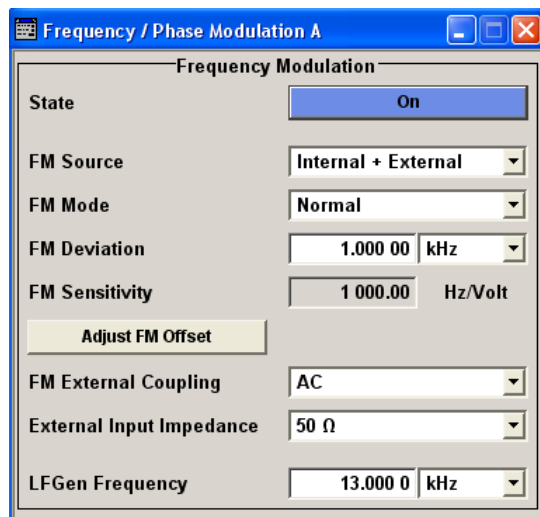 Frequency / Phase Modulation A
Frequency Modulation
State On
FM Source Internal + External
FM Mode Normal
FM Deviation 1.000 00 kHz
FM Sensitivity 1 000.00 Hz/Volt
Adjust FM Offset
FM External Coupling AC
External Input Impedance 50 Ω
LFGen Frequency 13.000 0 kHz